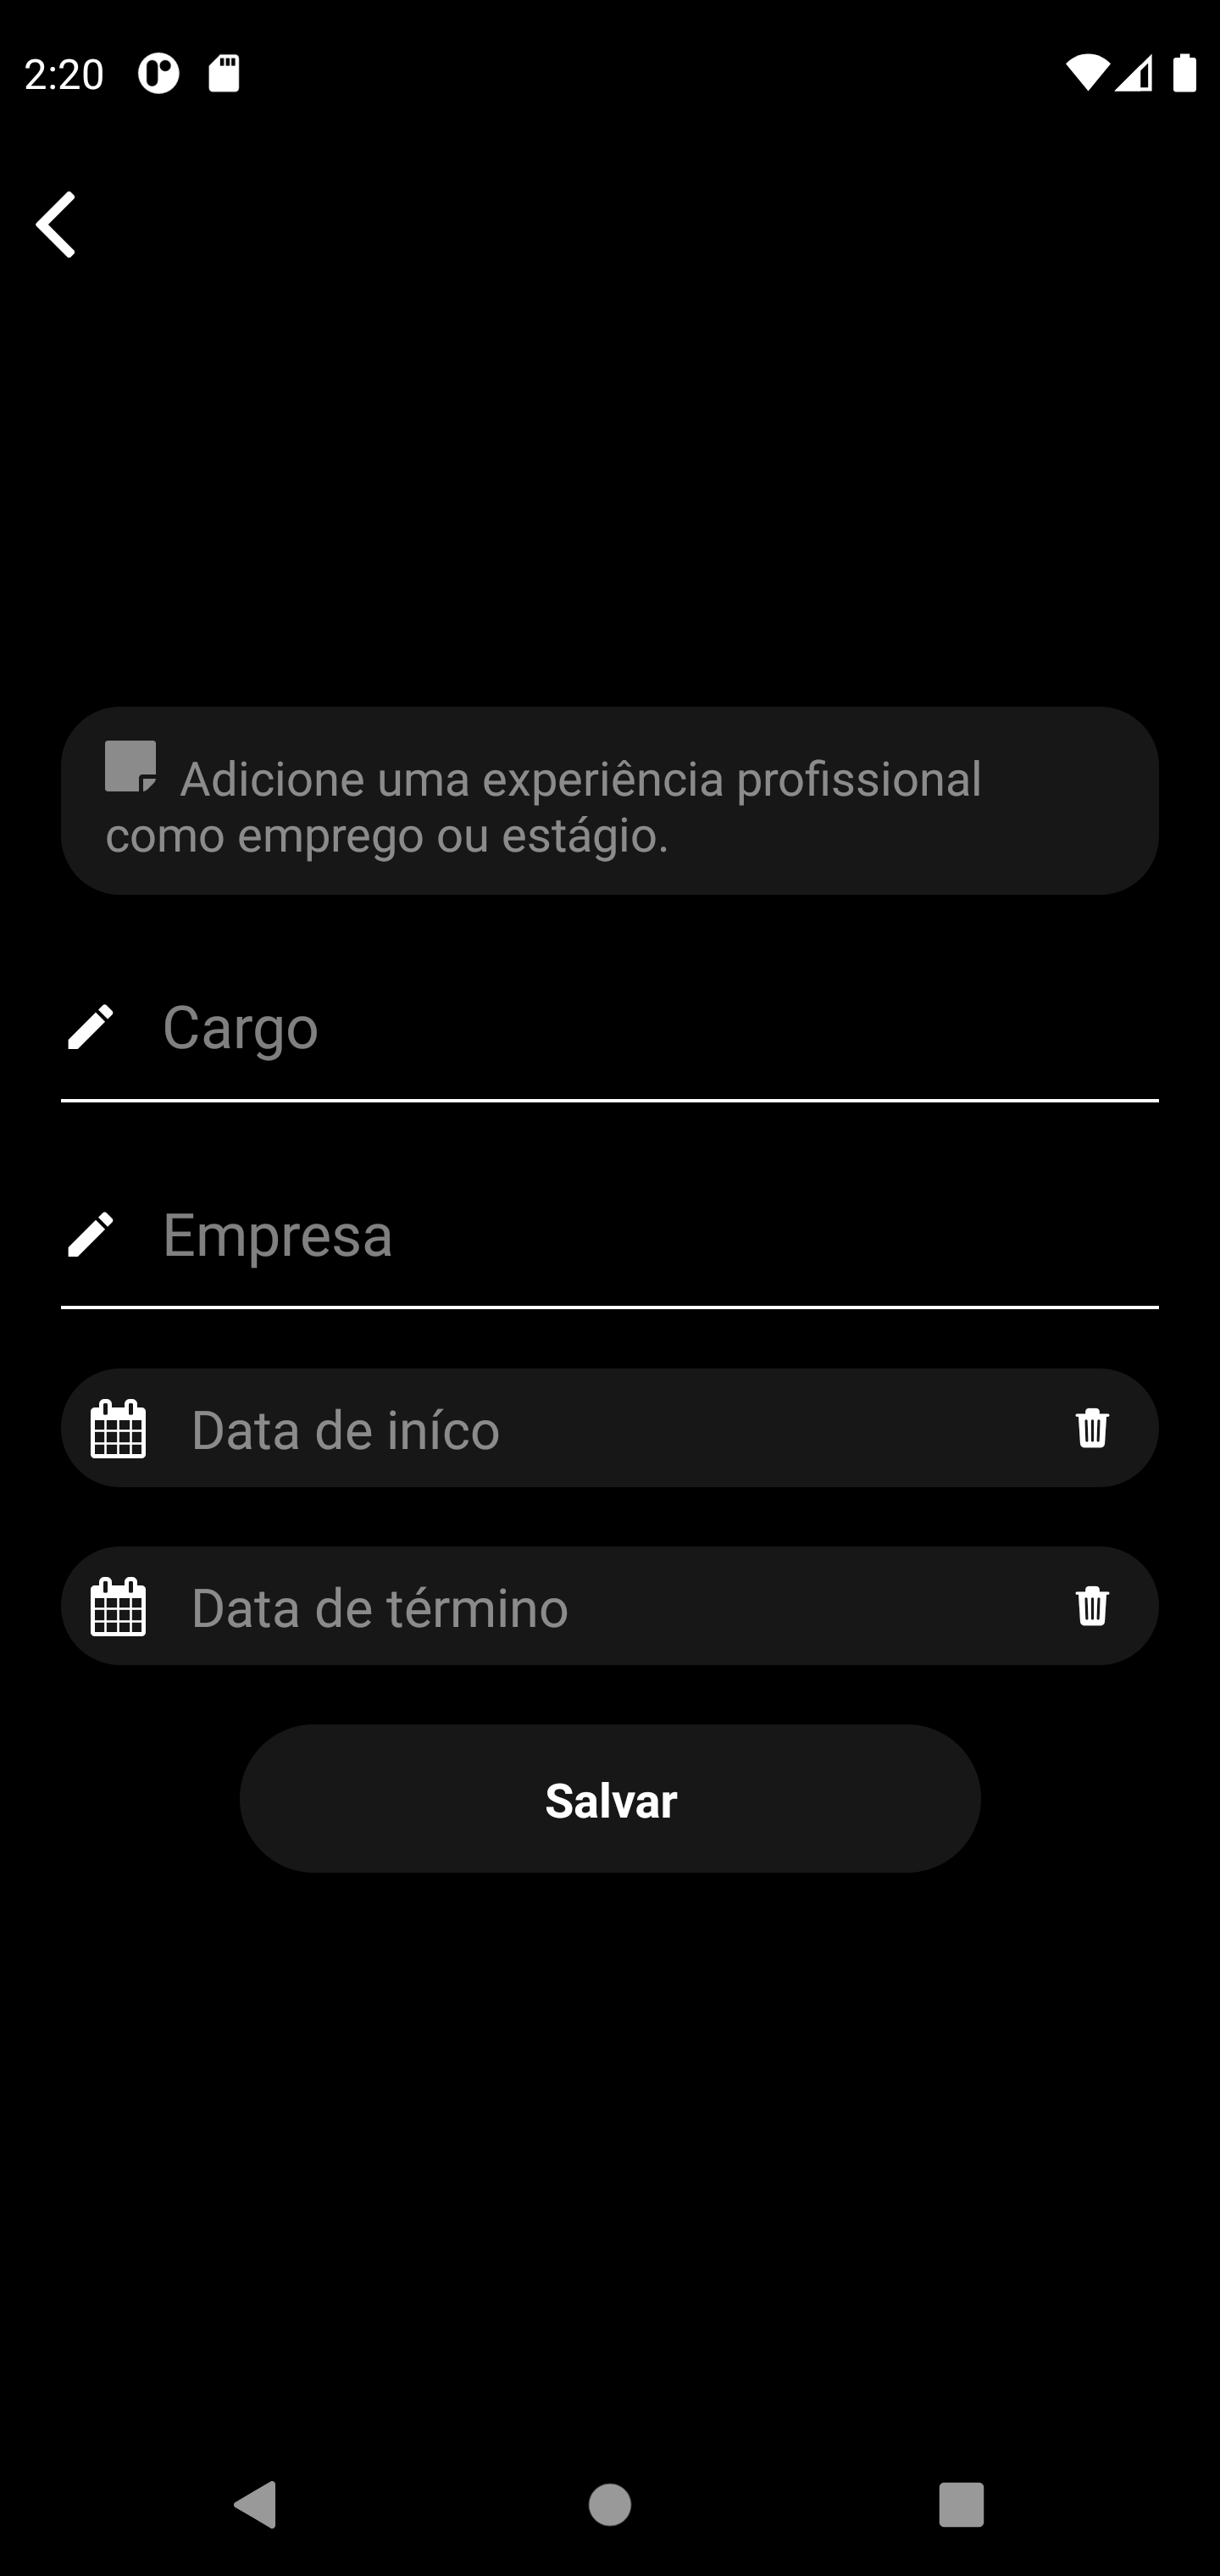 2:20
Adicione uma experiência profissional
como emprego ou estágio.
Cargo
Empresa
Data de iníco
Data de término
Salvar